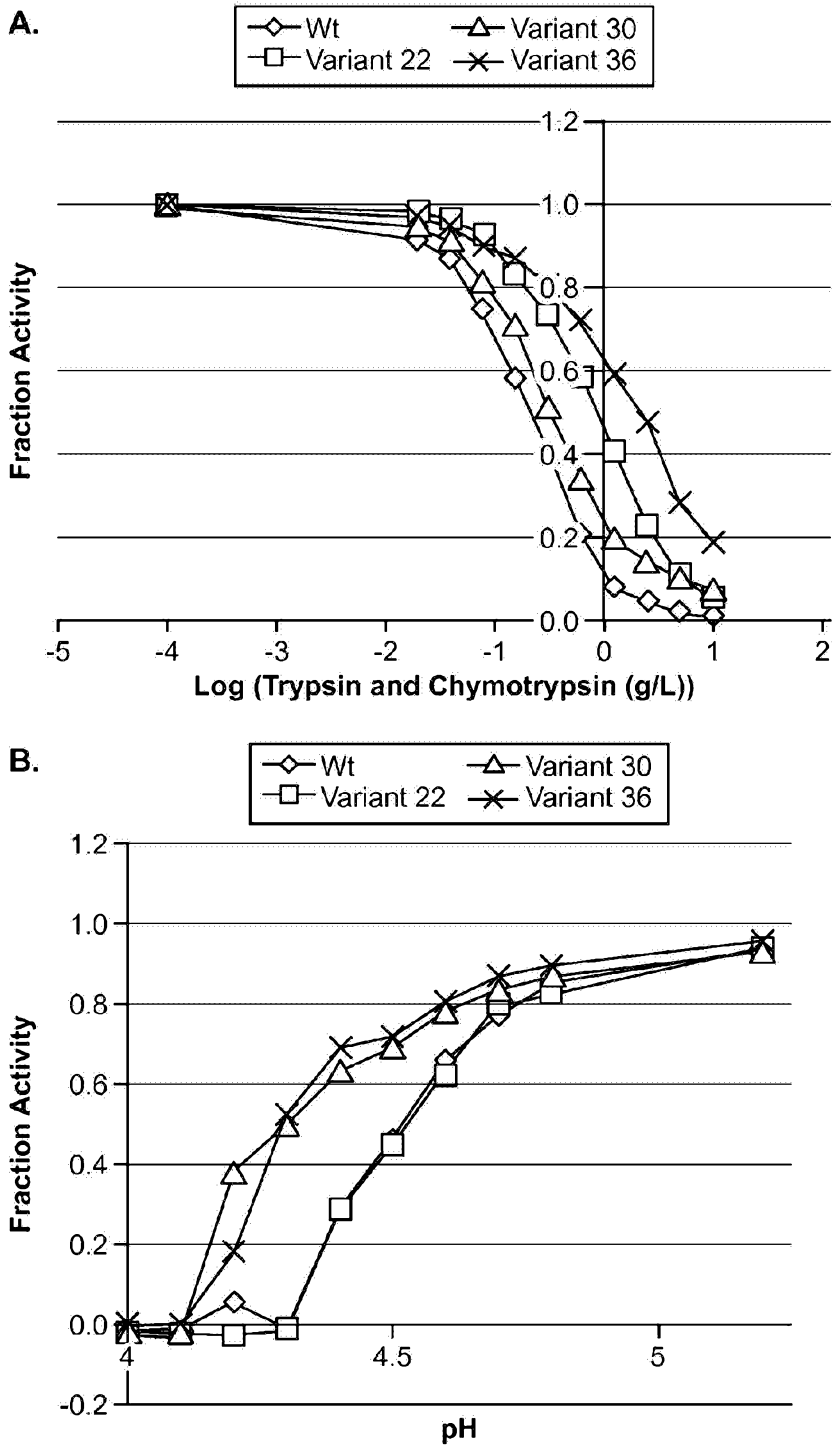 A.
Wt Variant 30
Variant 22 Variant 36
1.2
1.0
0.8
0.6
0.4
0.2
0.0
Fraction Activity
-5 -4 -3 -2 -1 0 1 2
Log (Trypsin and Chymotrypsin (g/L))
B.
Wt Variant 30
Variant 22 Variant 36
1.2
1.0
0.8
0.6
0.4
0.2
0.0
Fraction Activity
4 4.5 5
-0.2
pH